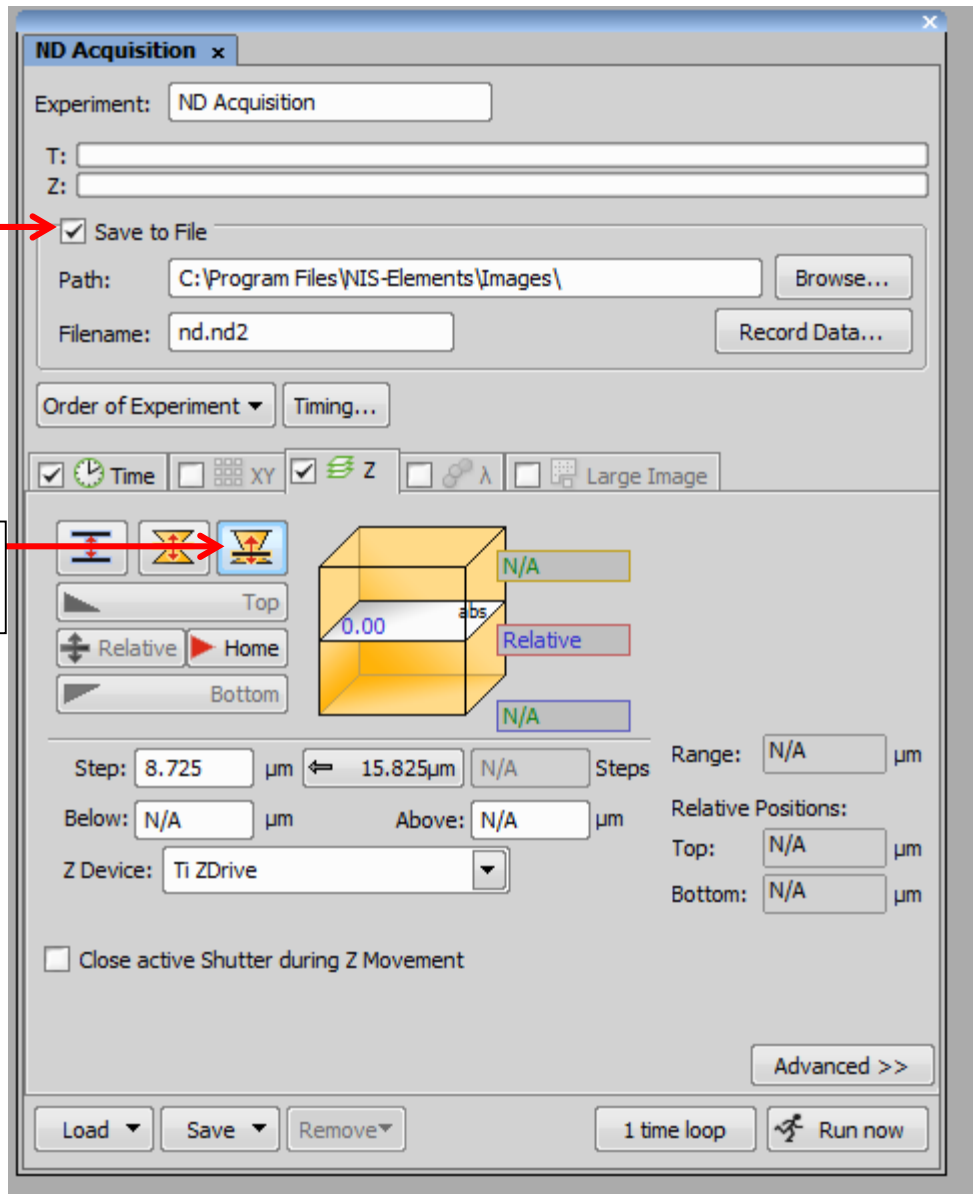 ND Acquisition x
Experiment: ND Acquisition
T:
Z:
Save to File
Path: C:\Program Files\NIS-Elements\Images\ Browse...
Filename: nd.nd2 Record Data...
Order of Experiment Timing...
Time XY Z λ Large Image
N/A
Top abs
0.00
Relative Home Relative
Bottom
N/A
Step: 8.725 µm 15.825µm N/A Steps Range: N/A µm
Below: N/A µm Above: N/A µm Relative Positions:
Z Device: Ti ZDrive Top: N/A µm
Bottom: N/A µm
Close active Shutter during Z Movement
Advanced >>
Load Save Remove 1 time loop Run now